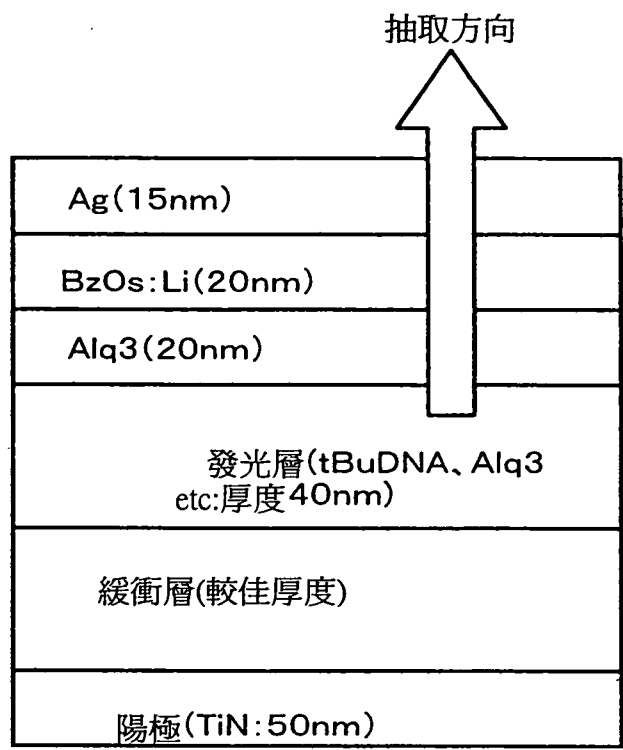 抽取方向
Ag(15nm)
BzOs:Li(20nm)
Alq3(20nm)
發光層(tBuDNA、Alq3
etc:厚度40nm)
緩衝層(較佳厚度)
陽極(TiN:50nm)